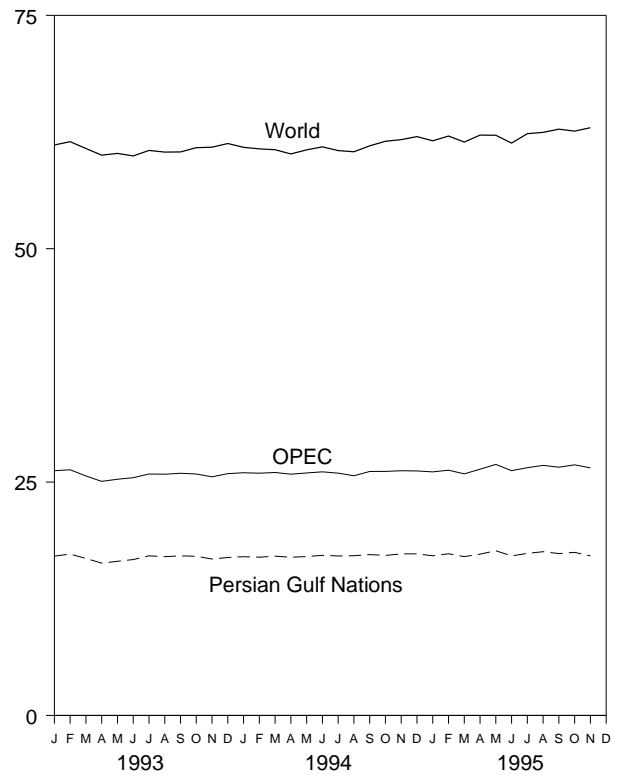 75
World
50
OPEC
25
Persian Gulf Nations
0
J F M A M J J A S O N D J F M A M J J A S O N D J F M A M J J A S O N D
1993 1994 1995